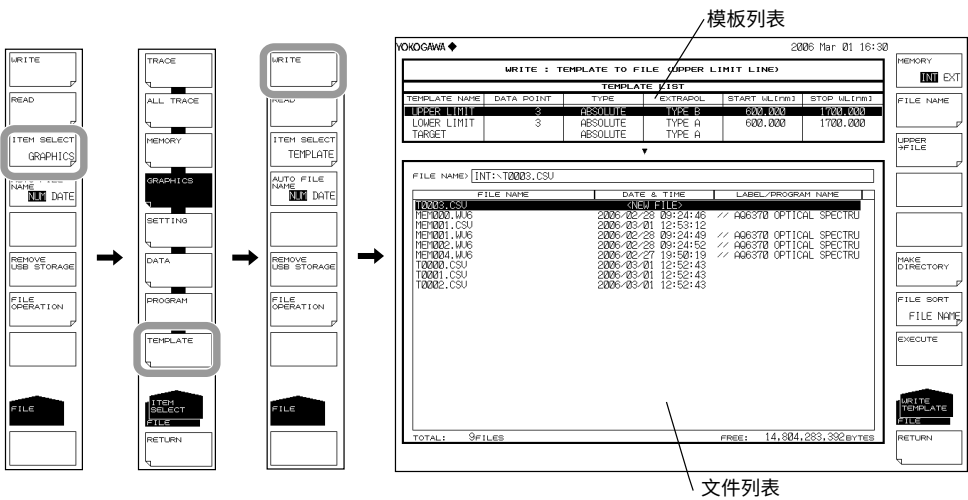 模板列表
WRITE
READ
ITEM SELECT
GRAPHICS
AUTO FILE
NAME
NUM DATE
REMOVE
USB STORAGE
FILE
OPERATION
FILE
TRACE
ALL TRACE
MEMORY
GRAPHICS
SETTING
DATA
PROGRAM
TEMPLATE
ITEM
SELECT
FILE
RETURN
WRITE
READ
ITEM SELECT
TEMPLATE
AUTO FILE
NAME
NUM DATE
REMOVE
USB STORAGE
FILE
OPERATION
FILE
YOKOGAWA ◆ 2006 Mar 01 16:30
WRITE : TEMPLATE TO FILE (UPPER LIMIT LINE)
TEMPLATE LIST
TEMPLATE NAME DATA POINT TYPE EXTRAPOL START WL[nm] STOP WL[nm]
UPPER LIMIT 3 ABSOLUTE TYPE B 600.000 1700.000
LOWER LIMIT 3 ABSOLUTE TYPE A 600.000 1700.000
TARGET ABSOLUTE TYPE A
▼
FILE NAME> INT:\T0003.CSV
FILE NAME DATE & TIME LABEL/PROGRAM NAME
T0003.CSV <NEW FILE>
MEM000.WV6 2006/02/28 09:24:46 // AQ6370 OPTICAL SPECTRU
MEM001.CSV 2006/03/01 12:53:12
MEM001.WV6 2006/02/28 09:24:49 // AQ6370 OPTICAL SPECTRU
MEM002.WV6 2006/02/28 09:24:52 // AQ6370 OPTICAL SPECTRU
MEM004.WV6 2006/02/27 19:50:19 // AQ6370 OPTICAL SPECTRU
T0000.CSV 2006/03/01 12:52:43
T0001.CSV 2006/03/01 12:52:43
T0002.CSV 2006/03/01 12:52:43
TOTAL: 9FILES FREE: 14,804,283,392BYTES
MEMORY
INT EXT
FILE NAME
UPPER
→FILE
MAKE
DIRECTORY
FILE SORT
FILE NAME
EXECUTE
WRITE
TEMPLATE
FILE
RETURN
文件列表